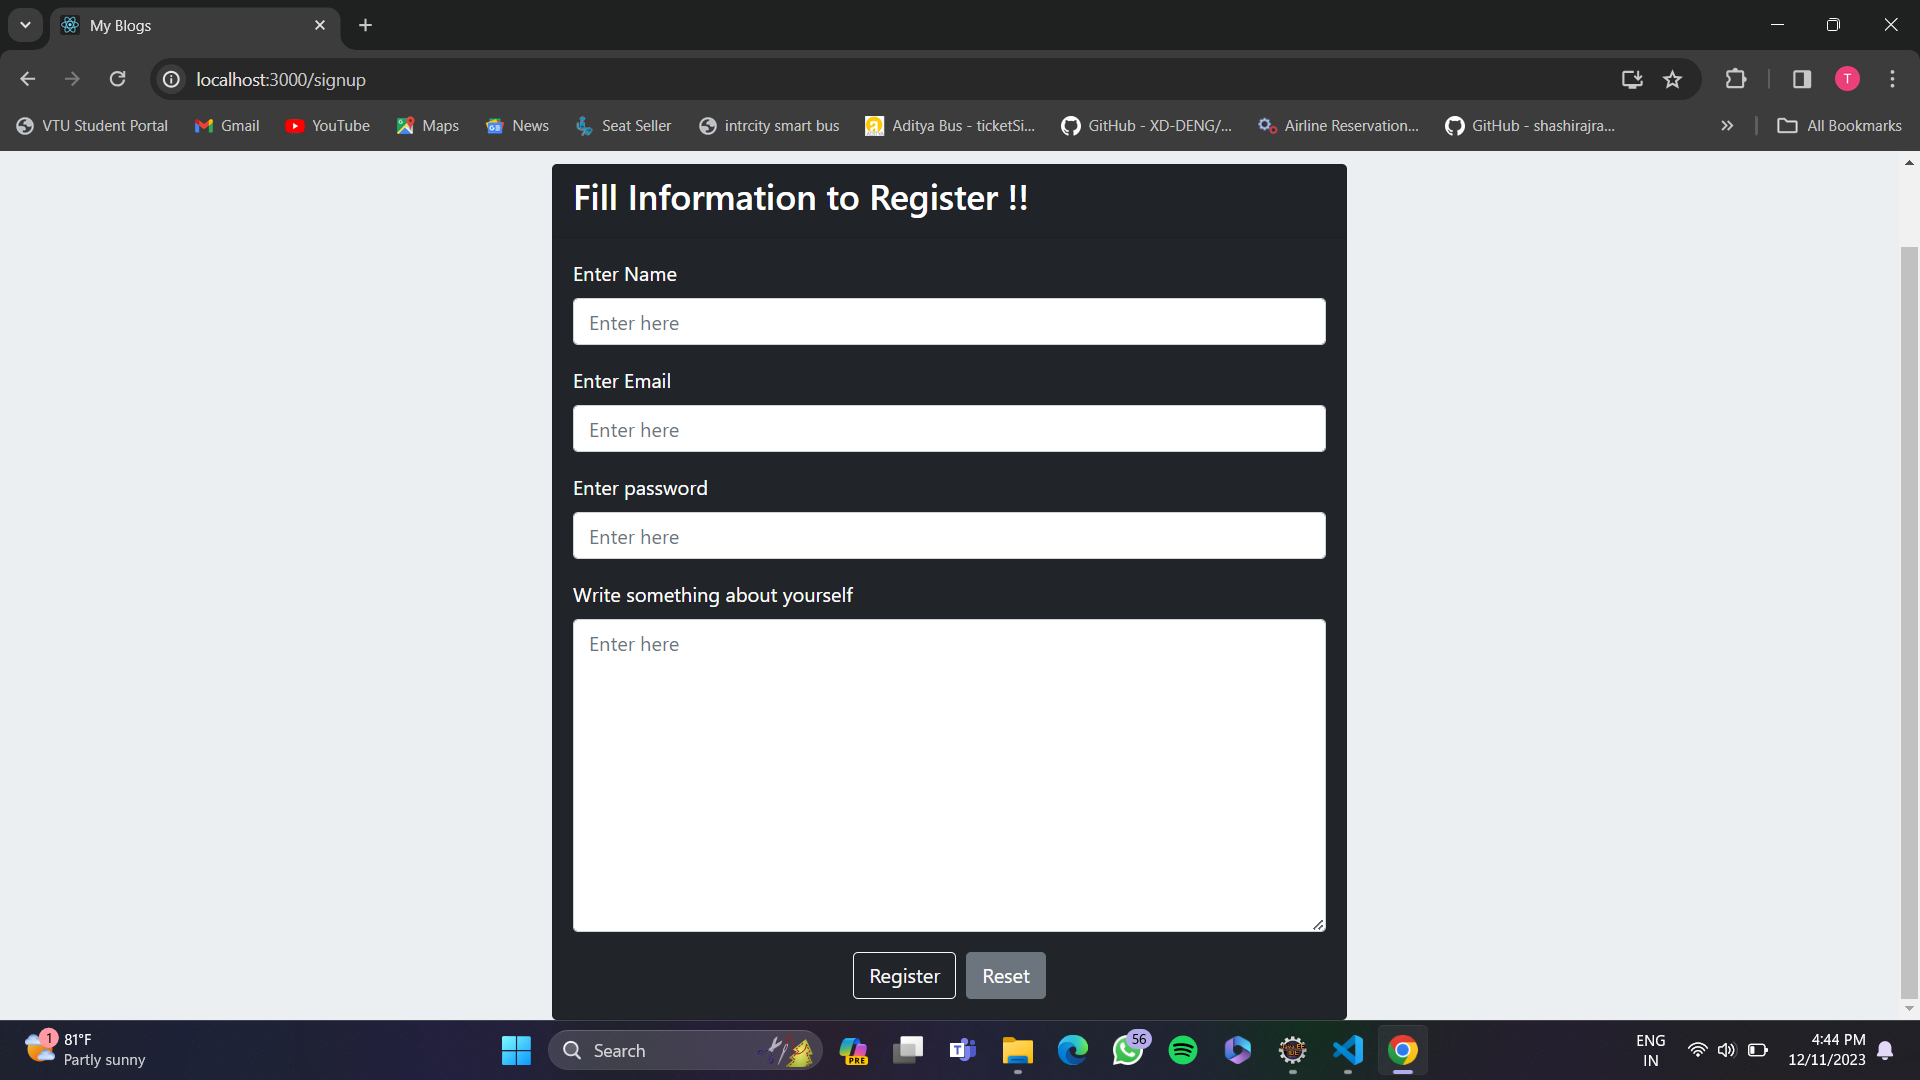 My Blogs
localhost:3000/signup
T
VTU Student Portal Gmail YouTube Maps News Seat Seller intrcity smart bus Aditya Bus - ticketSi... GitHub - XD-DENG/... Airline Reservation... GitHub - shashirajra... All Bookmarks
Fill Information to Register !!
Enter Name
Enter here
Enter Email
Enter here
Enter password
Enter here
Write something about yourself
Enter here
Register Reset
1 81°F
Partly sunny
Search
PRE
56
ENG
IN
4:44 PM
12/11/2023